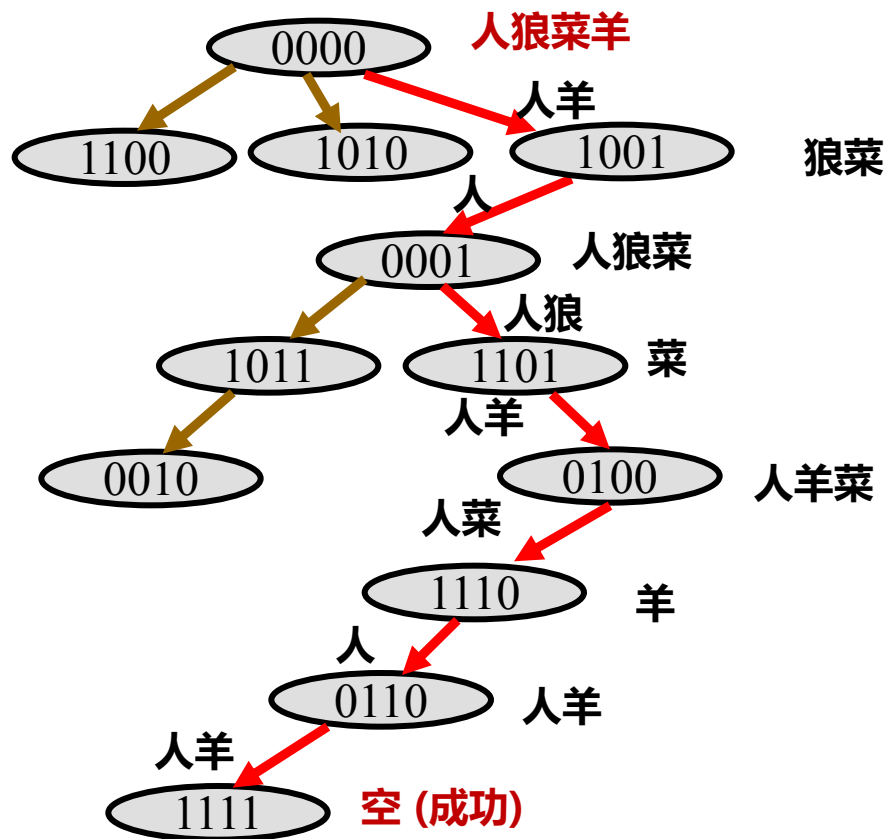 0000 人狼菜羊
人羊
1100 1010 1001 狼菜
人
0001 人狼菜
人狼
1011 1101 菜
人羊
0010 0100 人羊菜
人菜
1110 羊
人
0110 人羊
人羊
1111 空 (成功)